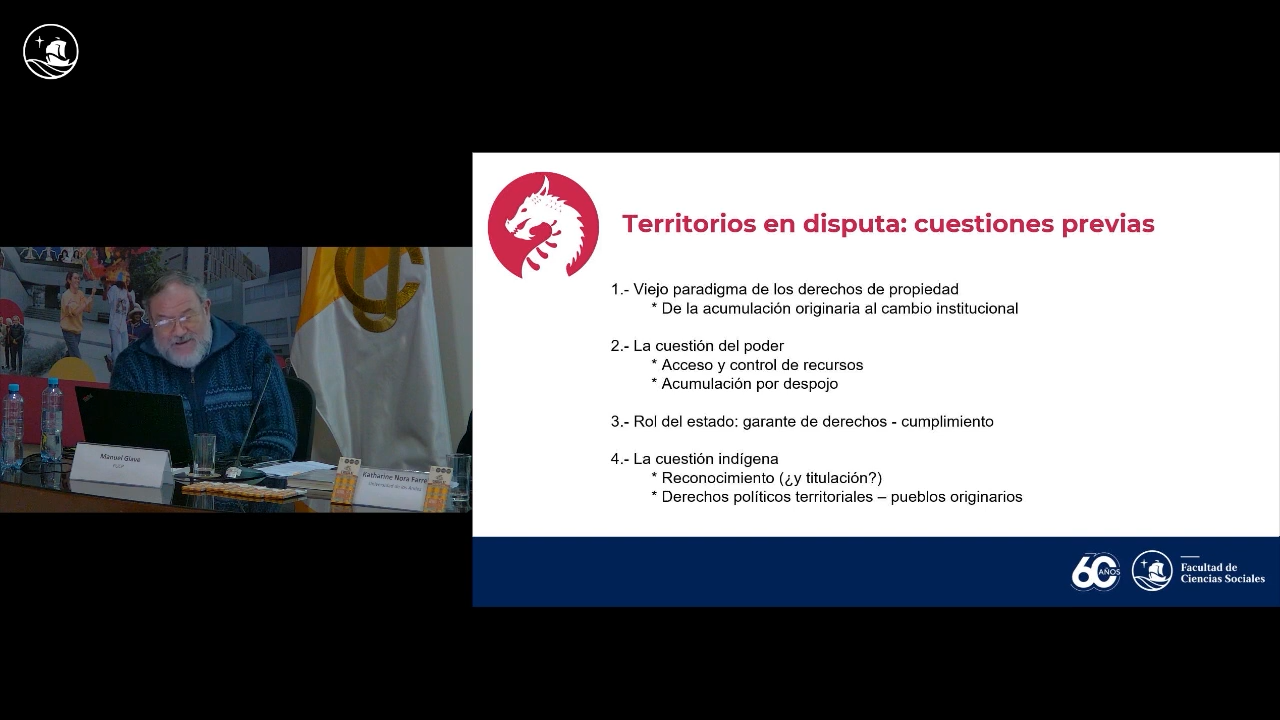 Territorios en disputa: cuestiones previas
1.- Viejo paradigma de los derechos de propiedad
* De la acumulación originaria al cambio institucional
2.- La cuestión del poder
* Acceso y control de recursos
* Acumulación por despojo
3.- Rol del estado: garante de derechos - cumplimiento
4.- La cuestión indígena
* Reconocimiento (¿y titulación?)
* Derechos políticos territoriales – pueblos originarios
Manuel Glave
PUCP
Katharine Nora Farre
60 AÑOS
Facultad de
Ciencias Sociales